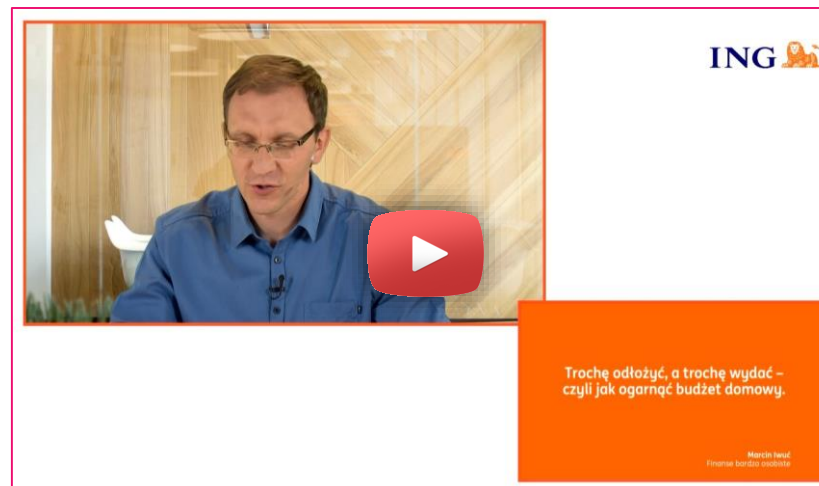 ING
Trochę odłożyć, a trochę wydać –
czyli jak ogarnąć budżet domowy.
Marcin Iwuć
Finanse bardzo osobiste